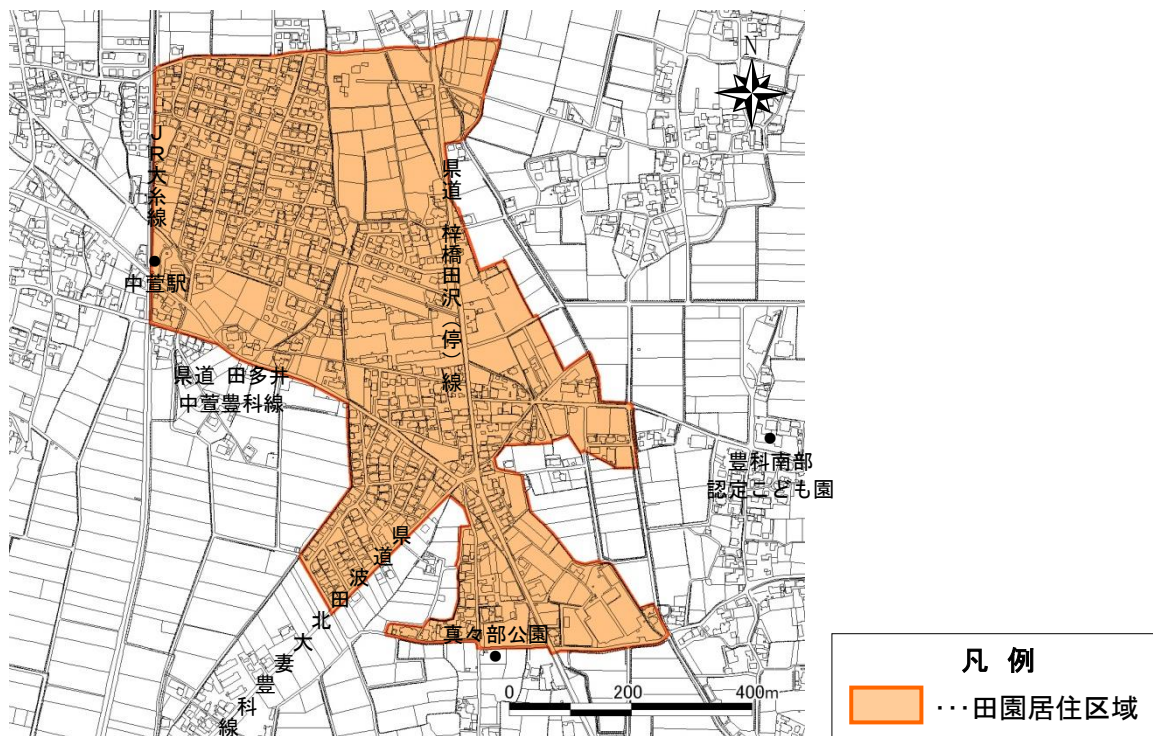 N
JR大糸線
県道 梓橋田沢(停)線
中萱駅
県道 田多井
中萱豊科線
豊科南部
認定こども園
県道波田北大妻豊科線
真々部公園
0 200 400m
凡 例
･･･田園居住区域